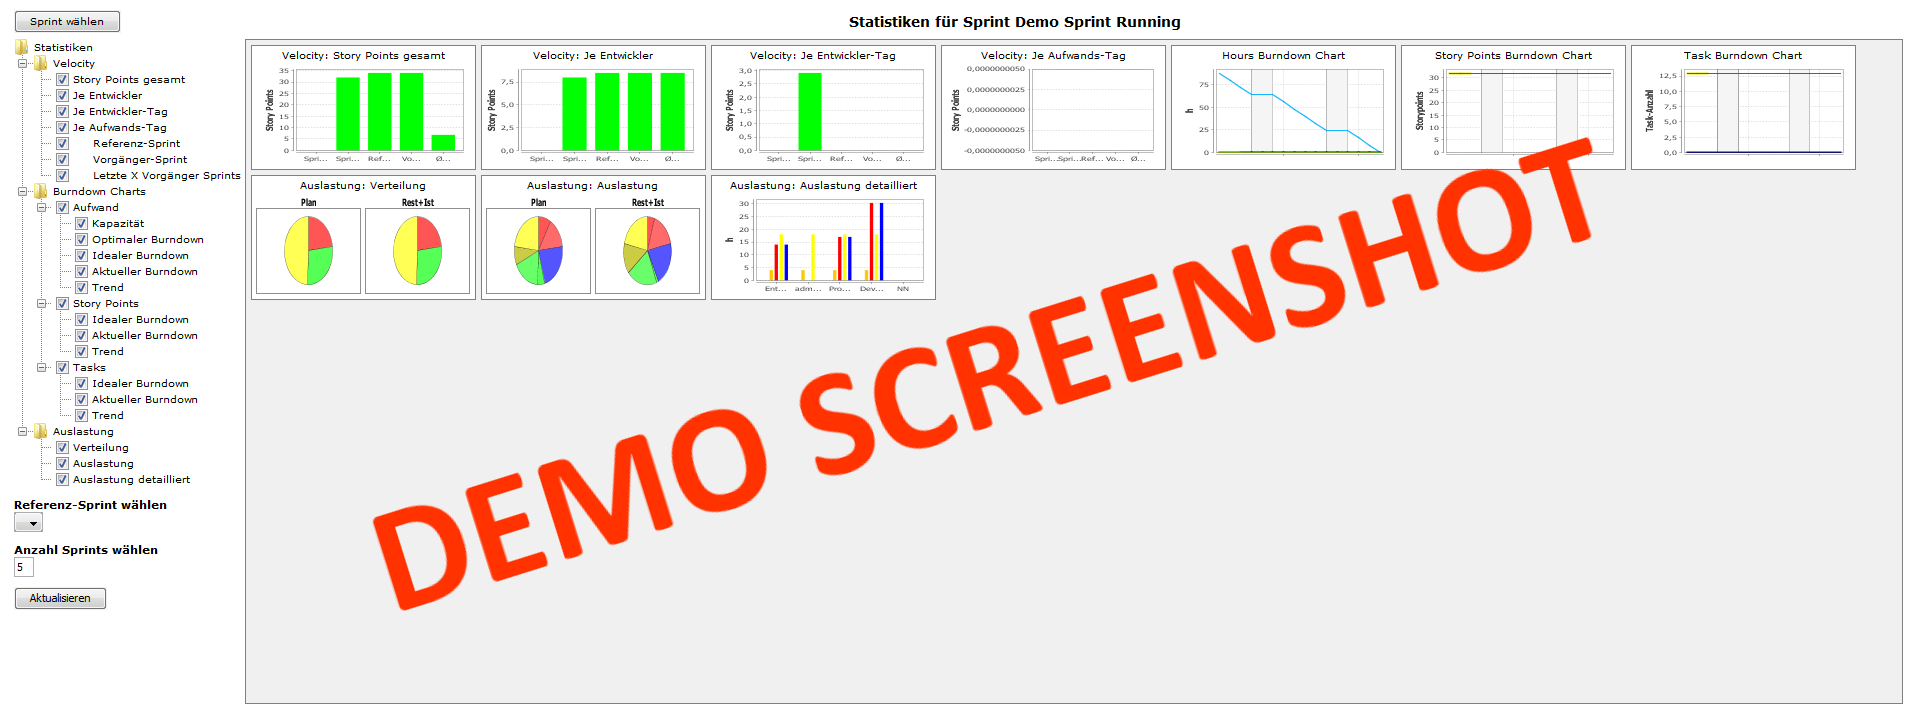 Sprint wählen
Statistiken für Sprint Demo Sprint Running
Statistiken
Velocity
Story Points gesamt
Je Entwickler
Je Entwickler-Tag
Je Aufwands-Tag
Referenz-Sprint
Vorgänger-Sprint
Letzte X Vorgänger Sprints
Burndown Charts
Aufwand
Kapazität
Optimaler Burndown
Idealer Burndown
Aktueller Burndown
Trend
Story Points
Idealer Burndown
Aktueller Burndown
Trend
Tasks
Idealer Burndown
Aktueller Burndown
Trend
Auslastung
Verteilung
Auslastung
Auslastung detailliert
Referenz-Sprint wählen
Anzahl Sprints wählen
5
Aktualisieren
Velocity: Story Points gesamt
Story Points
35
30
25
20
15
10
5
0
Spri... Spri... Ref... Vo... Ø...
Velocity: Je Entwickler
Story Points
7,5
5,0
2,5
0,0
Spri... Spri... Ref... Vo... Ø...
Velocity: Je Entwickler-Tag
Story Points
3,0
2,5
2,0
1,5
1,0
0,5
0,0
Spri... Spri... Ref... Vo... Ø...
Velocity: Je Aufwands-Tag
Story Points
0,0000000050
0,0000000025
0,0000000000
-0,0000000025
-0,0000000050
Spri... Spri... Ref... Vo... Ø...
Hours Burndown Chart
h
75
50
25
0
Story Points Burndown Chart
Storypoints
30
25
20
15
10
5
0
Task Burndown Chart
Task-Anzahl
12,5
10,0
7,5
5,0
2,5
0,0
Auslastung: Verteilung
Plan Rest+Ist
Auslastung: Auslastung
Plan Rest+Ist
Auslastung: Auslastung detailliert
h
30
25
20
15
10
5
0
Ent... adm... Pro... Dev... NN
DEMO SCREENSHOT